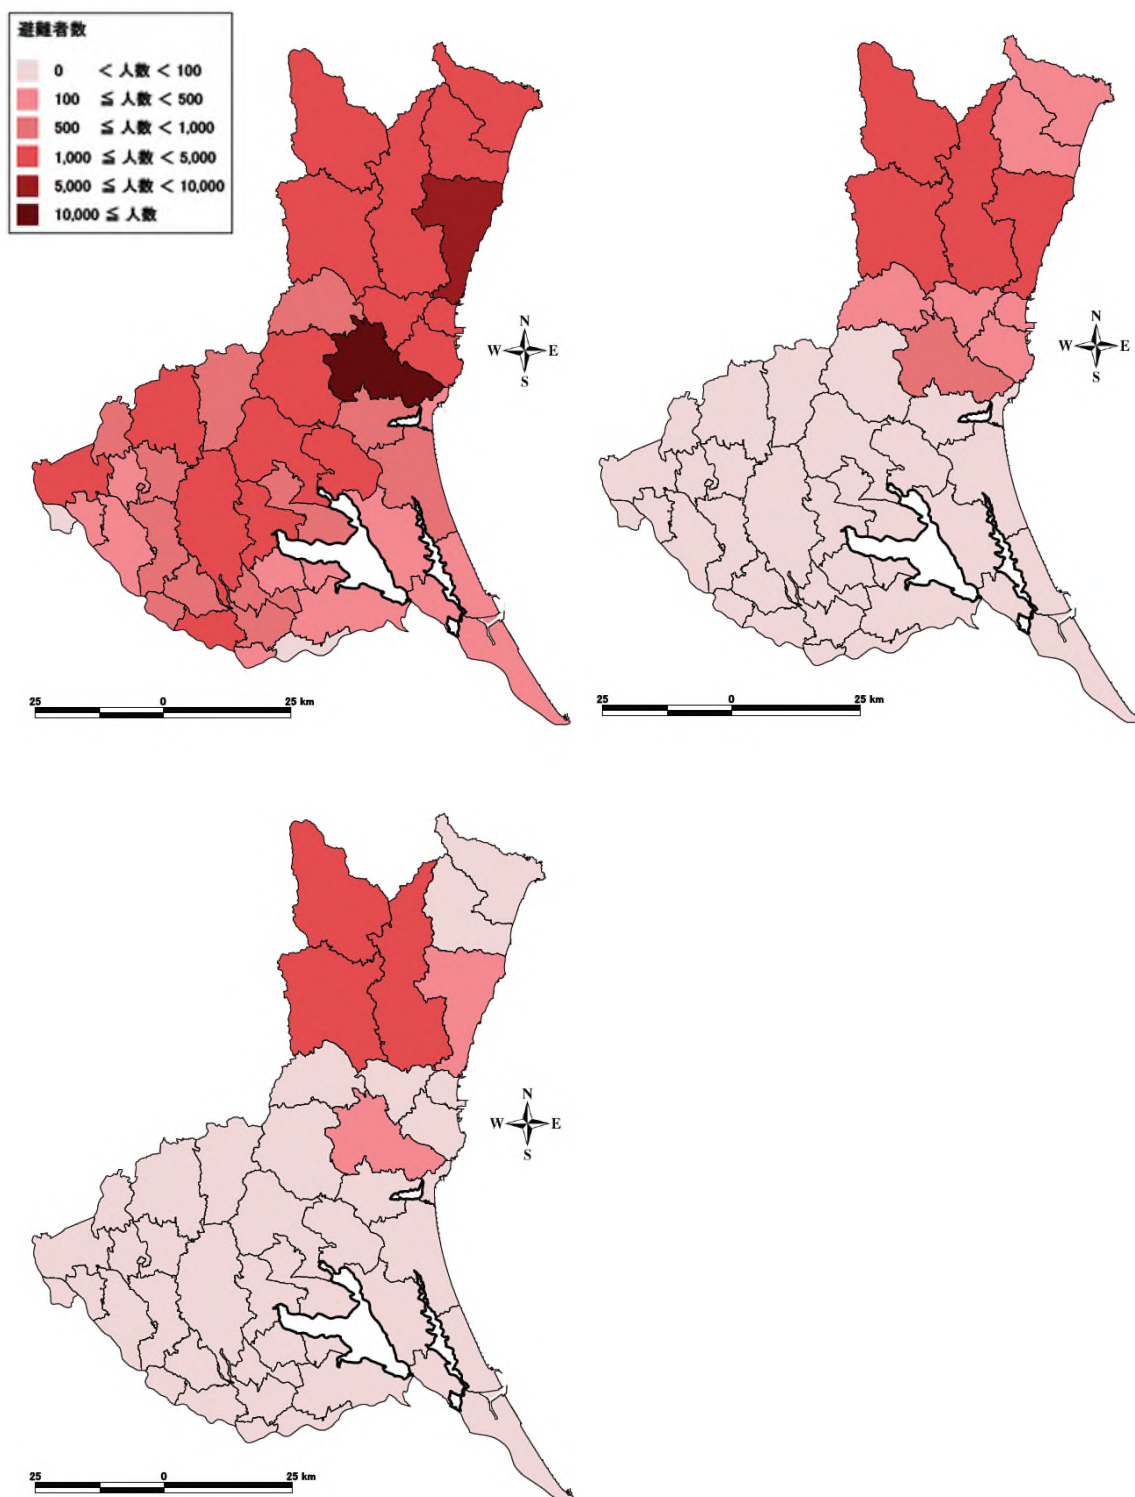 避難者数
0 < 人数 < 100
100 ≦ 人数 < 500
500 ≦ 人数 < 1,000
1,000 ≦ 人数 < 5,000
5,000 ≦ 人数 < 10,000
10,000 ≦ 人数
N
W E
S
25 0 25 km
N
W E
S
25 0 25 km
N
W E
S
25 0 25 km